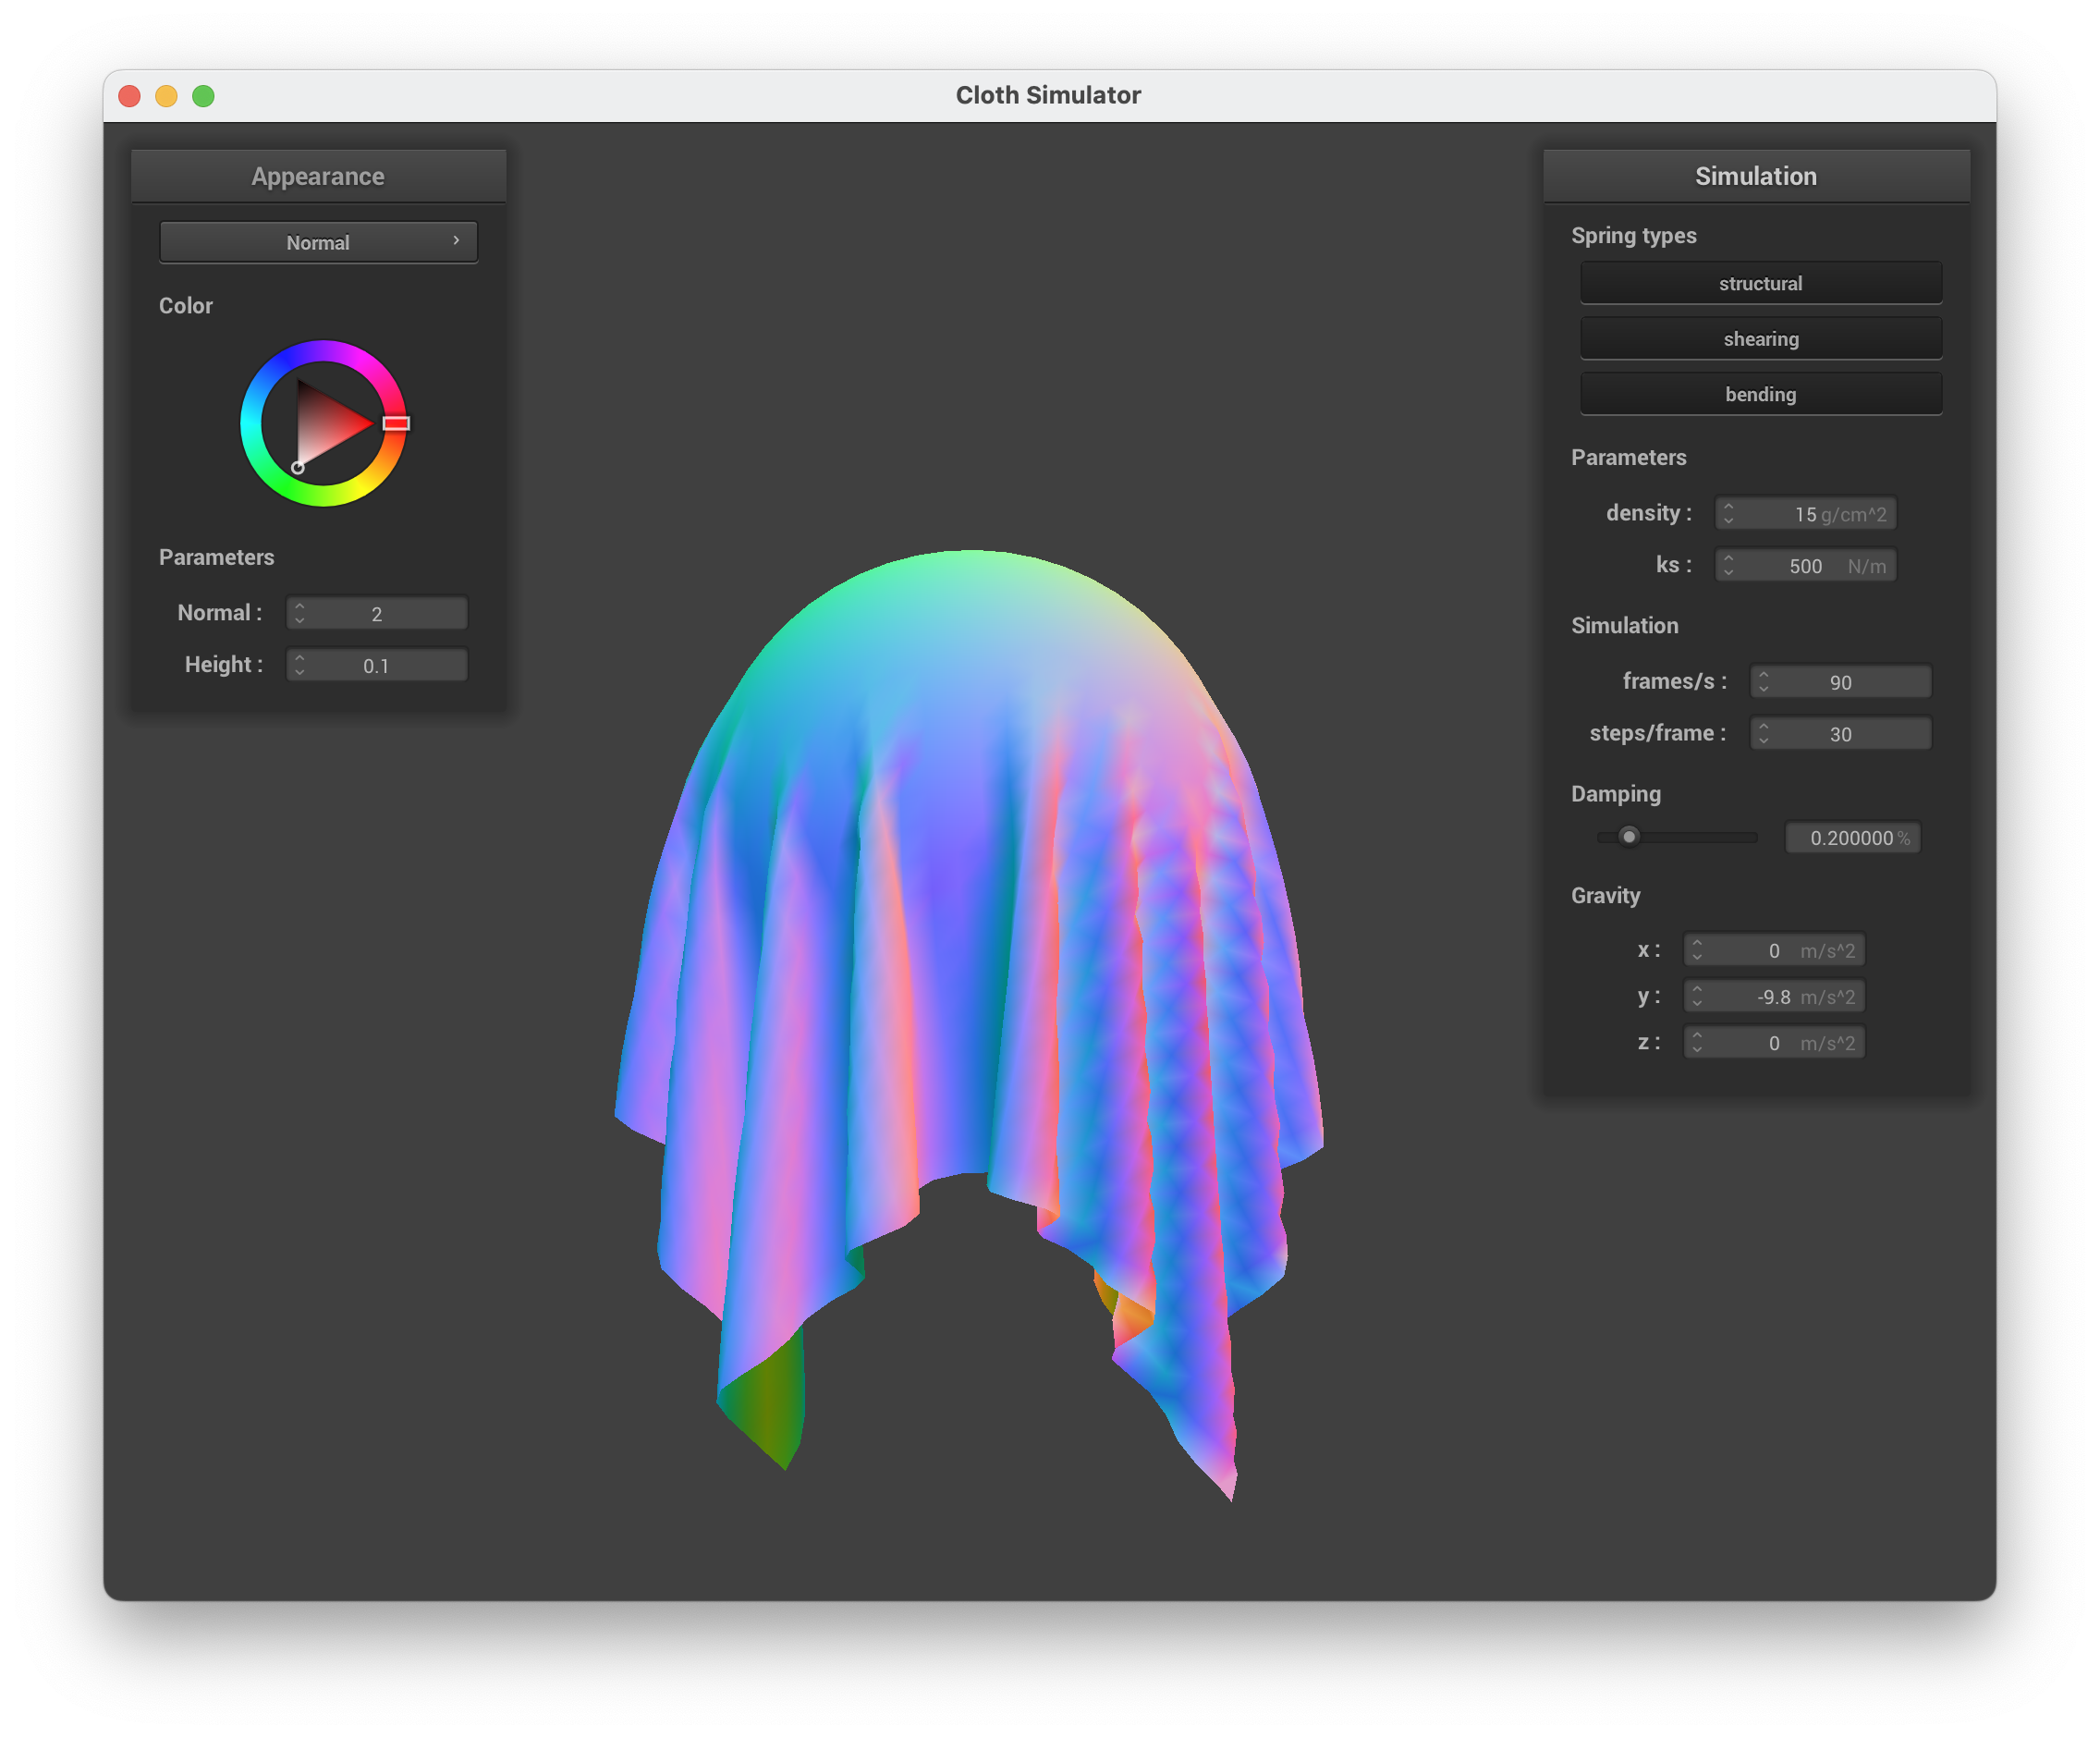 Cloth Simulator
Appearance
Normal
Color
Parameters
Normal : 2
Height : 0.1
Simulation
Spring types
structural
shearing
bending
Parameters
density : 15 g/cm^2
ks : 500 N/m
Simulation
frames/s : 90
steps/frame : 30
Damping
0.200000 %
Gravity
x : 0 m/s^2
y : -9.8 m/s^2
z : 0 m/s^2